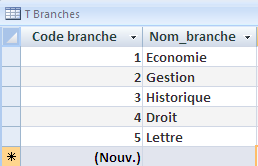 T Branches
Code branche Nom_branche
1 Economie
2 Gestion
3 Historique
4 Droit
5 Lettre
(Nouv.)